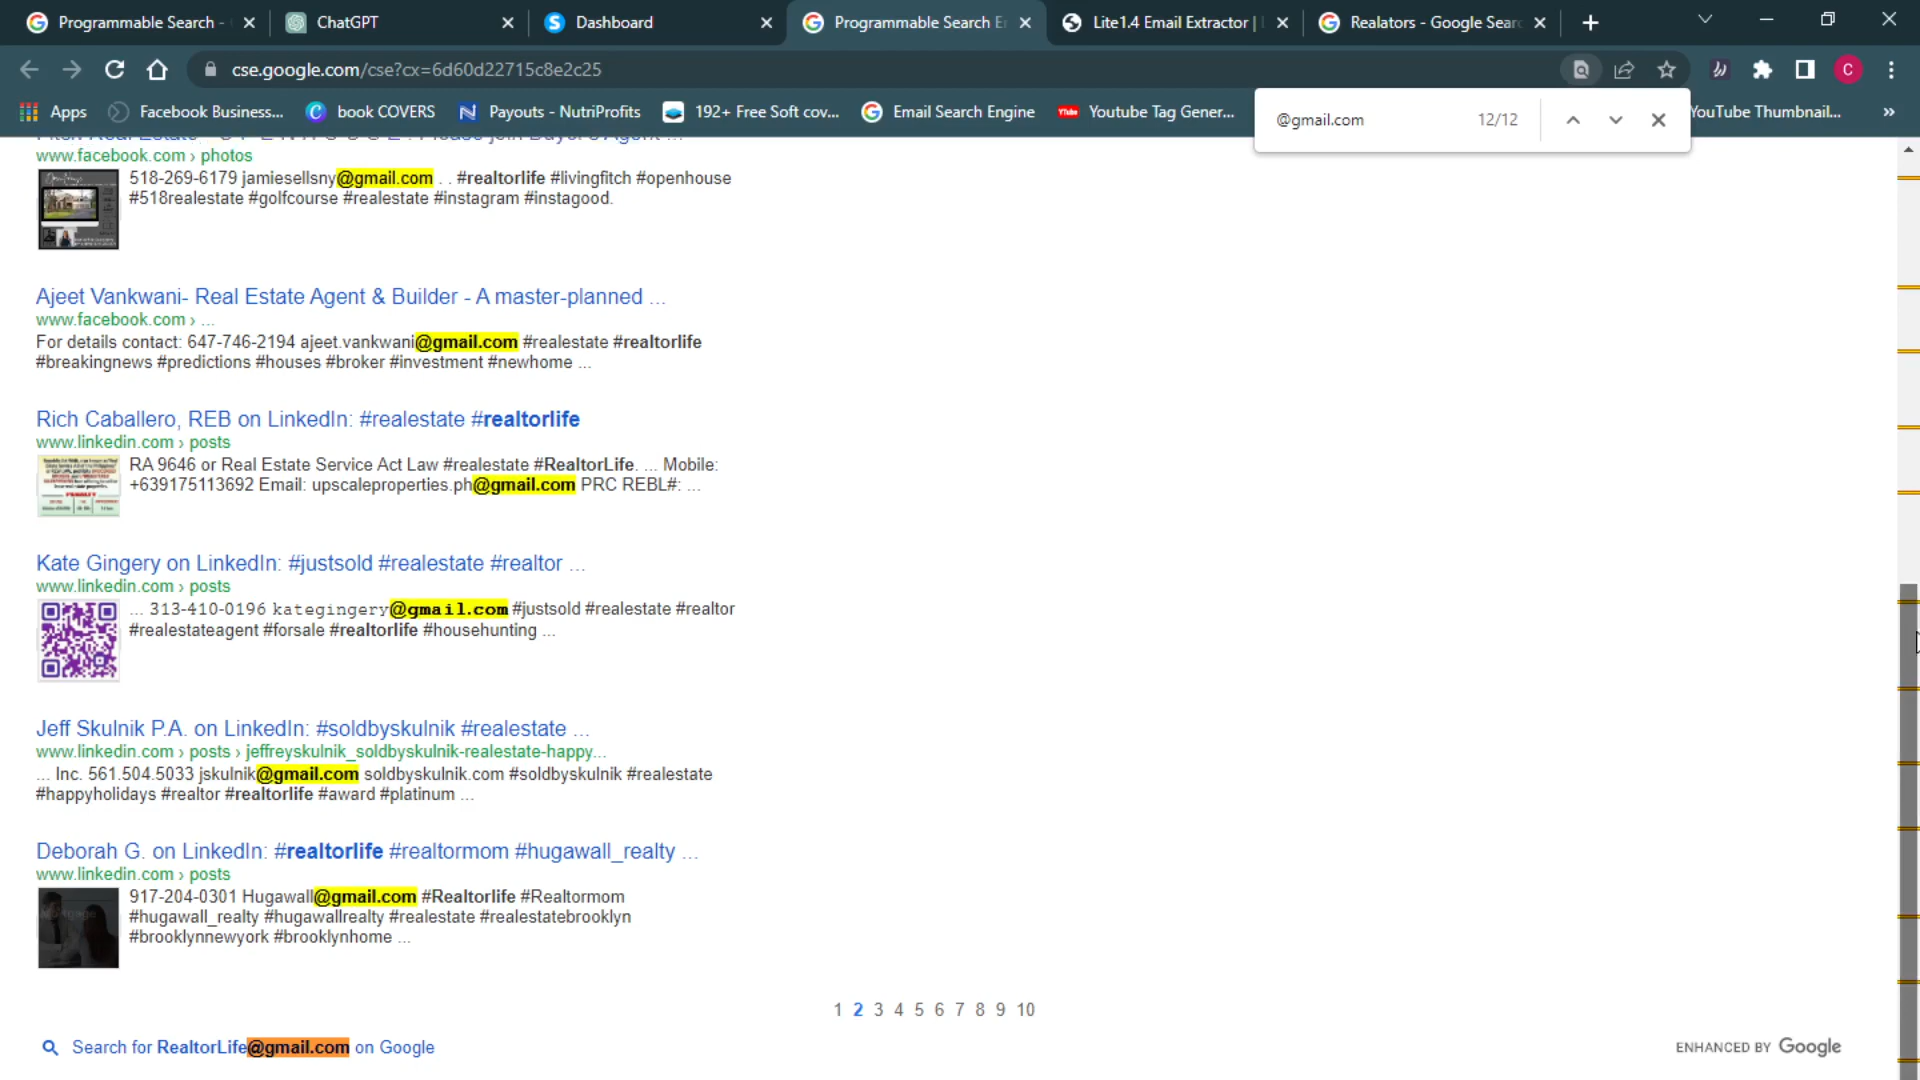 Programmable Search -
ChatGPT
Dashboard
Programmable Search E
Lite1.4 Email Extractor |
Realators - Google Sear
cse.google.com/cse?cx=6d60d22715c8e2c25
C
Apps
Facebook Business...
book COVERS
Payouts - NutriProfits
192+ Free Soft cov...
Email Search Engine
Youtube Tag Gener...
YouTube Thumbnail...
»
@gmail.com 12/12
www.facebook.com › photos
518-269-6179 jamiesellsny@gmail.com . . #realtorlife #livingfitch #openhouse
#518realestate #golfcourse #realestate #instagram #instagood.
Ajeet Vankwani- Real Estate Agent & Builder - A master-planned ...
www.facebook.com › ...
For details contact: 647-746-2194 ajeet.vankwani@gmail.com #realestate #realtorlife
#breakingnews #predictions #houses #broker #investment #newhome ...
Rich Caballero, REB on LinkedIn: #realestate #realtorlife
www.linkedin.com › posts
RA 9646 or Real Estate Service Act Law #realestate #RealtorLife. ... Mobile:
+639175113692 Email: upscaleproperties.ph@gmail.com PRC REBL#: ...
Kate Gingery on LinkedIn: #justsold #realestate #realtor ...
www.linkedin.com › posts
... 313-410-0196 kategingery@gmail.com #justsold #realestate #realtor
#realestateagent #forsale #realtorlife #househunting ...
Jeff Skulnik P.A. on LinkedIn: #soldbyskulnik #realestate ...
www.linkedin.com › posts › jeffreyskulnik_soldbyskulnik-realestate-happy...
... Inc. 561.504.5033 jskulnik@gmail.com soldbyskulnik.com #soldbyskulnik #realestate
#happyholidays #realtor #realtorlife #award #platinum ...
Deborah G. on LinkedIn: #realtorlife #realtormom #hugawall_realty ...
www.linkedin.com › posts
917-204-0301 Hugawall@gmail.com #Realtorlife #Realtormom
#hugawall_realty #hugawallrealty #realestate #realestatebrooklyn
#brooklynnewyork #brooklynhome ...
1 2 3 4 5 6 7 8 9 10
Search for RealtorLife@gmail.com on Google
ENHANCED BY Google